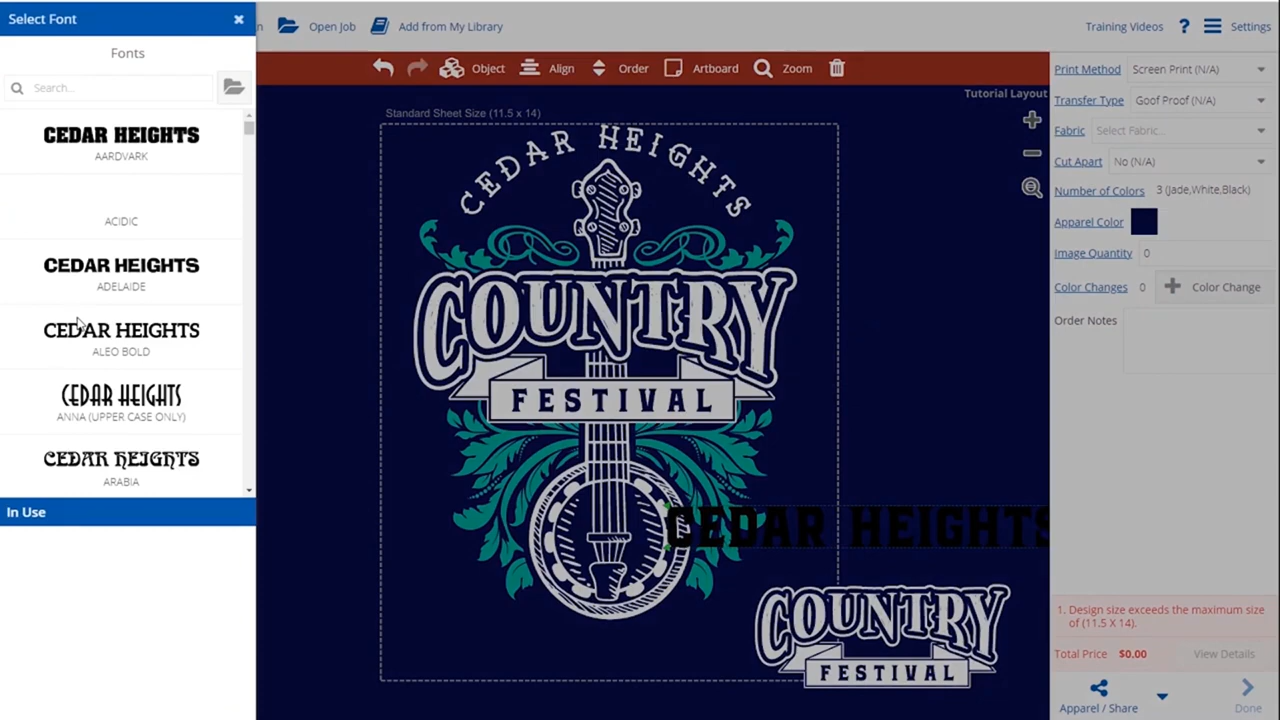 Select Font
Fonts
Search...
CEDAR HEIGHTS
AARDVARK
ACIDIC
CEDAR HEIGHTS
ADELAIDE
CEDAR HEIGHTS
ALEO BOLD
CEDAR HEIGHTS
ANNA (UPPER CASE ONLY)
CEDAR HEIGHTS
ARABIA
In Use
Open Job
Add from My Library
Training Videos
Settings
Object
Align
Order
Artboard
Zoom
Tutorial Layout
Standard Sheet Size (11.5 x 14)
CEDAR HEIGHTS
COUNTRY
FESTIVAL
CEDAR HEIGHTS
COUNTRY
FESTIVAL
Print Method Screen Print (N/A)
Transfer Type Goof Proof (N/A)
Fabric Select Fabric...
Cut Apart No (N/A)
Number of Colors 3 (Jade,White,Black)
Apparel Color
Image Quantity 0
Color Changes 0 Color Change
Order Notes
1. Design size exceeds the maximum size
of (11.5 X 14).
Total Price $0.00 View Details
Apparel / Share
Done